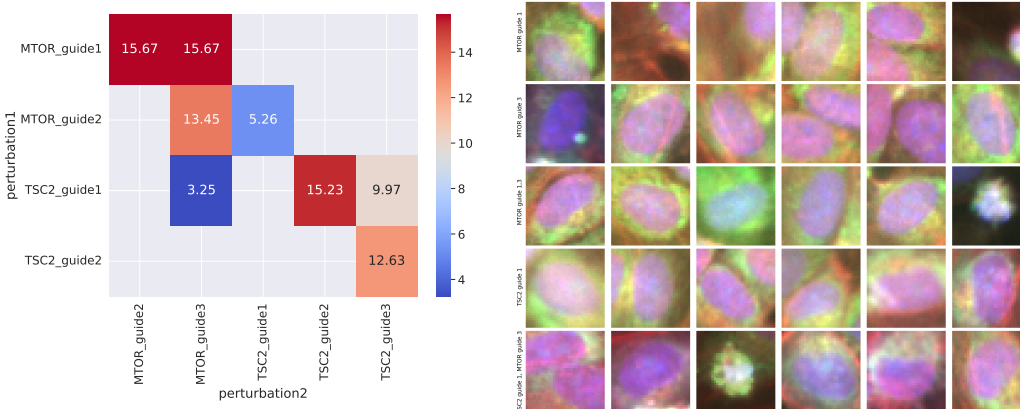 MTOR_guide1
MTOR_guide2
TSC2_guide1
TSC2_guide2
perturbation1
15.67 15.67
13.45 5.26
3.25 15.23 9.97
12.63
MTOR_guide2
MTOR_guide3
TSC2_guide1
TSC2_guide2
TSC2_guide3
perturbation2
14
12
10
8
6
4
MTOR guide 1
MTOR guide 3
MTOR guide 1,3
TSC2 guide 1
SC2 guide 1, MTOR guide 3